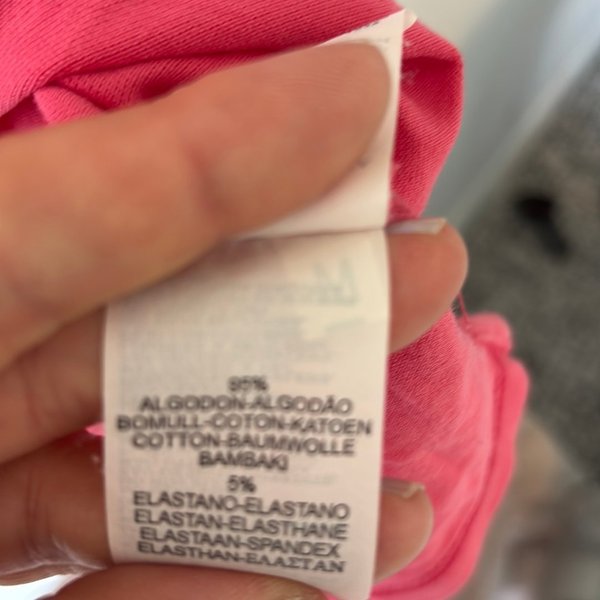 95%
ALGODON-ALGODÃO
BOMULL-COTON-KATOEN
COTTON-BAUMWOLLE
BAMBAKI
5%
ELASTANO-ELASTANO
ELASTAN-ELASTHANE
ELASTAAN-SPANDEX
ELASTHAN-ΕΛΑΣΤΑΝ